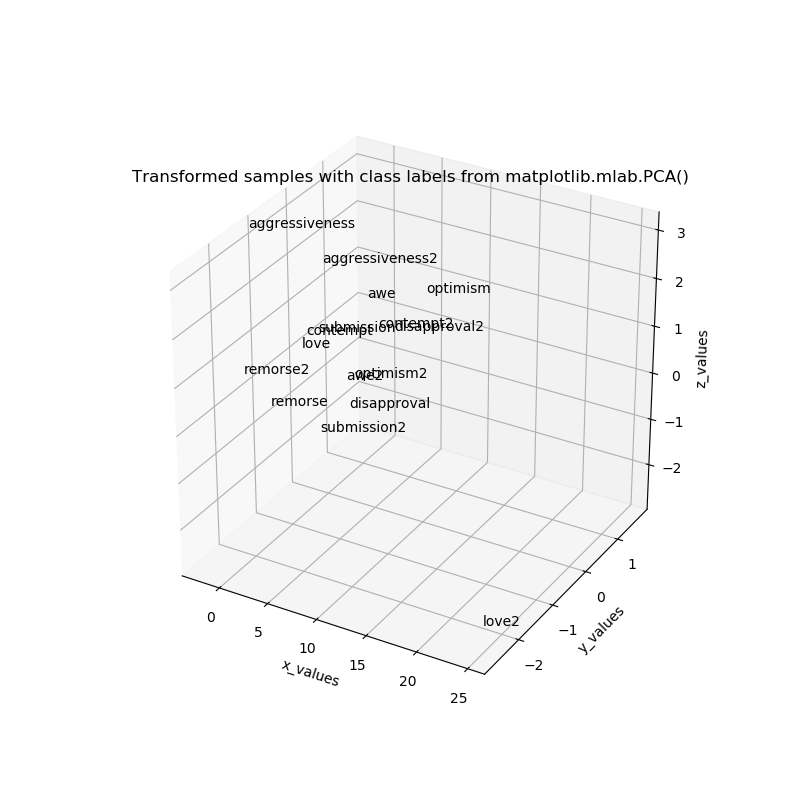 Transformed samples with class labels from matplotlib.mlab.PCA()
aggressiveness
3
aggressiveness2
2
optimism
awe
1
contempt2
submission
disapproval2
contempt
love
z_values
remorse2
awe2
optimism2
0
remorse
disapproval
−1
submission2
−2
1
0
0
love2
−1
5
y_values
10
−2
15
x_values
20
25